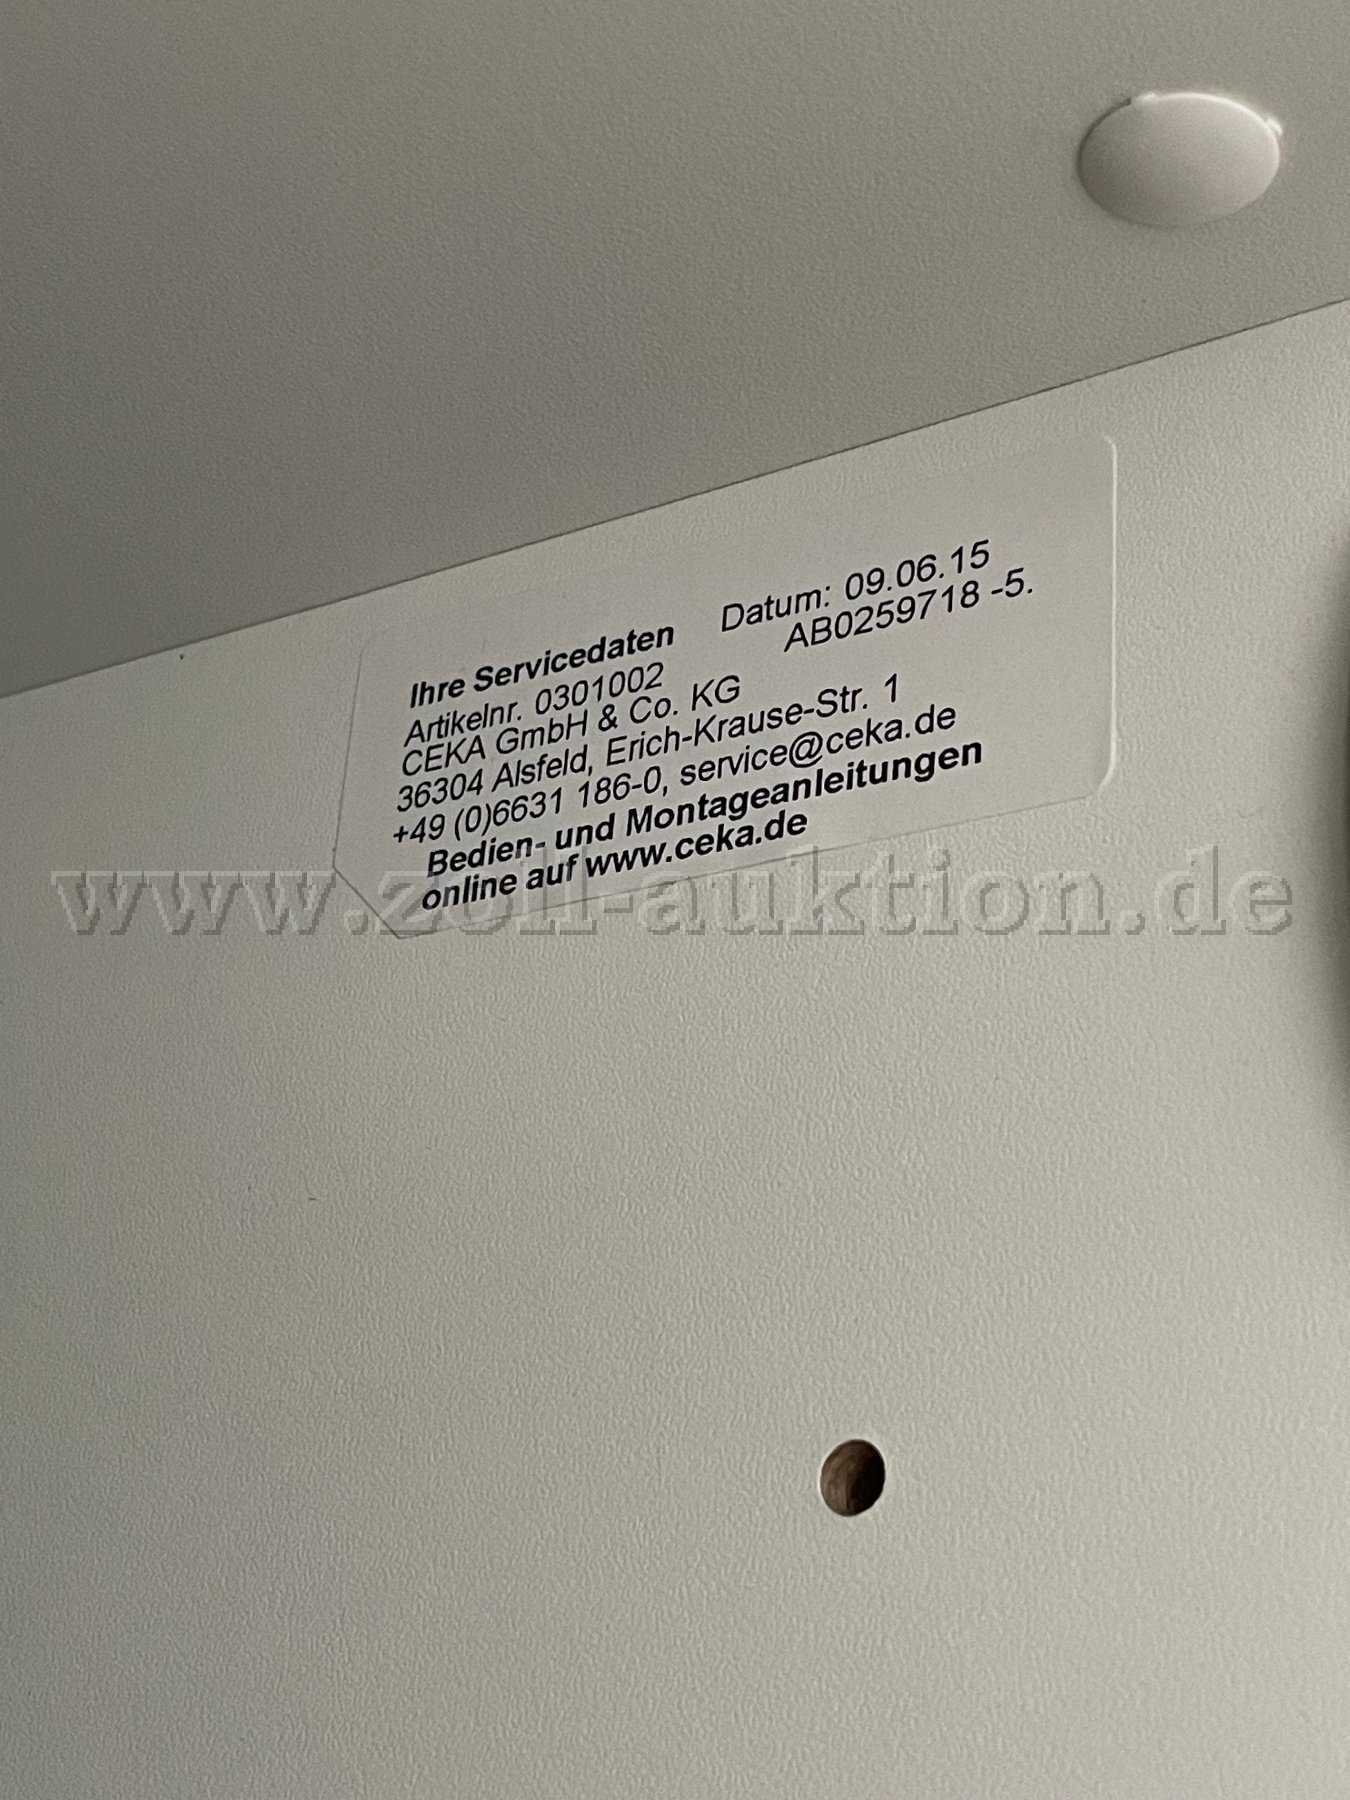 Ihre Servicedaten Datum: 09.06.15
Artikelnr. 0301002 AB0259718 -5.
CEKA GmbH & Co. KG
36304 Alsfeld, Erich-Krause-Str. 1
+49 (0)6631 186-0, service@ceka.de
Bedien- und Montageanleitungen
online auf www.ceka.de
www.zoll-auktion.de